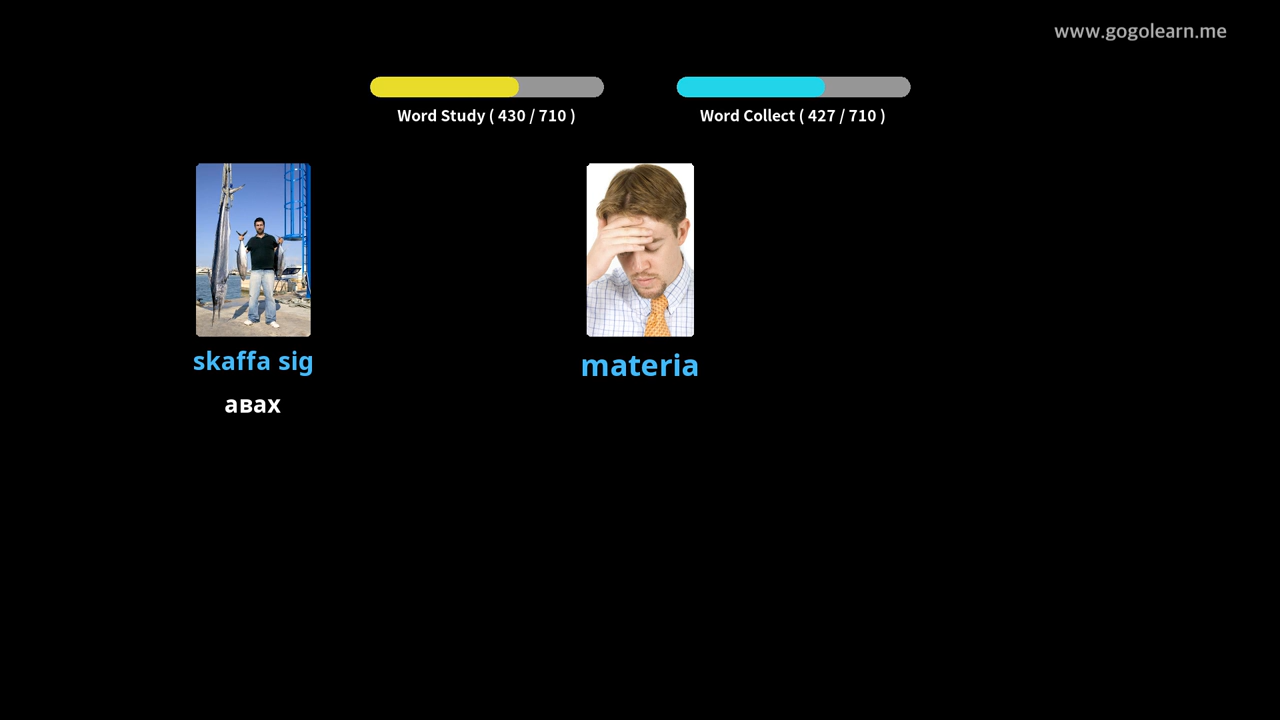 www.gogolearn.me
Word Study ( 430 / 710 )
Word Collect ( 427 / 710 )
skaffa sig
авах
materia